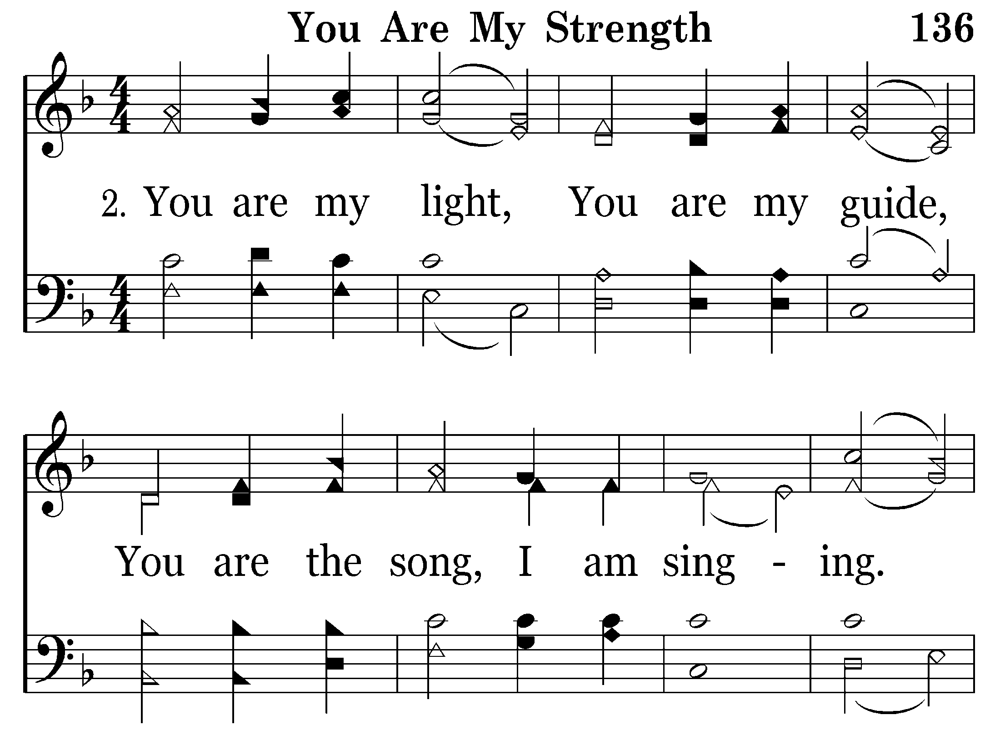 You Are My Strength 136
2. You are my light, You are my guide,
You are the song, I am sing - ing.